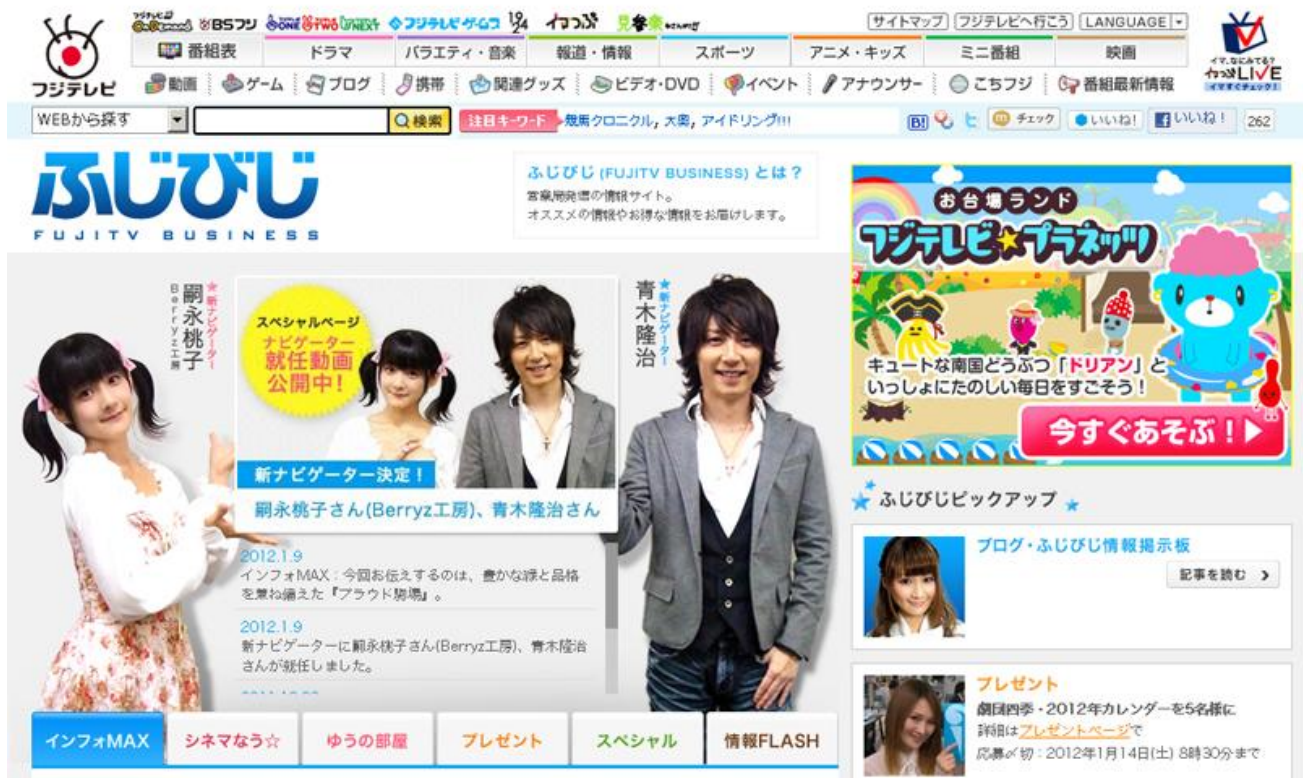 BSフジ
フジテレビゲームス
フジテレビ
サイトマップ
フジテレビへ行こう
LANGUAGE
番組表
ドラマ
バラエティ・音楽
報道・情報
スポーツ
アニメ・キッズ
ミニ番組
映画
イマ、なにみてる?
イマつぶLIVE
イマすぐチェック!
動画
ゲーム
ブログ
携帯
関連グッズ
ビデオ・DVD
イベント
アナウンサー
こちフジ
番組最新情報
WEBから探す
検索
注目キーワード
競馬クロニクル, 大奥, アイドリング!!!
B!
チェック
いいね!
いいね!
262
ふじびじ
FUJITV BUSINESS
ふじびじ (FUJITV BUSINESS) とは?
営業局発信の情報サイト。
オススメの情報やお得な情報をお届けします。
お台場ランド
フジテレビ★プラネッツ
キュートな南国どうぶつ「ドリアン」と
いっしょにたのしい毎日をすごそう!
今すぐあそぶ!
★新ナビゲーター
嗣永桃子
Berryz工房
スペシャルページ
ナビゲーター
就任動画
公開中!
★新ナビゲーター
青木隆治
新ナビゲーター決定!
嗣永桃子さん(Berryz工房)、青木隆治さん
2012.1.9
インフォMAX:今回お伝えするのは、豊かな緑と品格
を兼ね備えた『プラウド駒場』。
2012.1.9
新ナビゲーターに嗣永桃子さん(Berryz工房)、青木隆治
さんが就任しました。
ふじびじピックアップ
ブログ・ふじびじ情報掲示板
記事を読む
プレゼント
劇団四季・2012年カレンダーを5名様に
詳細はプレゼントページで
応募〆切:2012年1月14日(土) 8時30分まで
インフォMAX
シネマなう☆
ゆうの部屋
プレゼント
スペシャル
情報FLASH